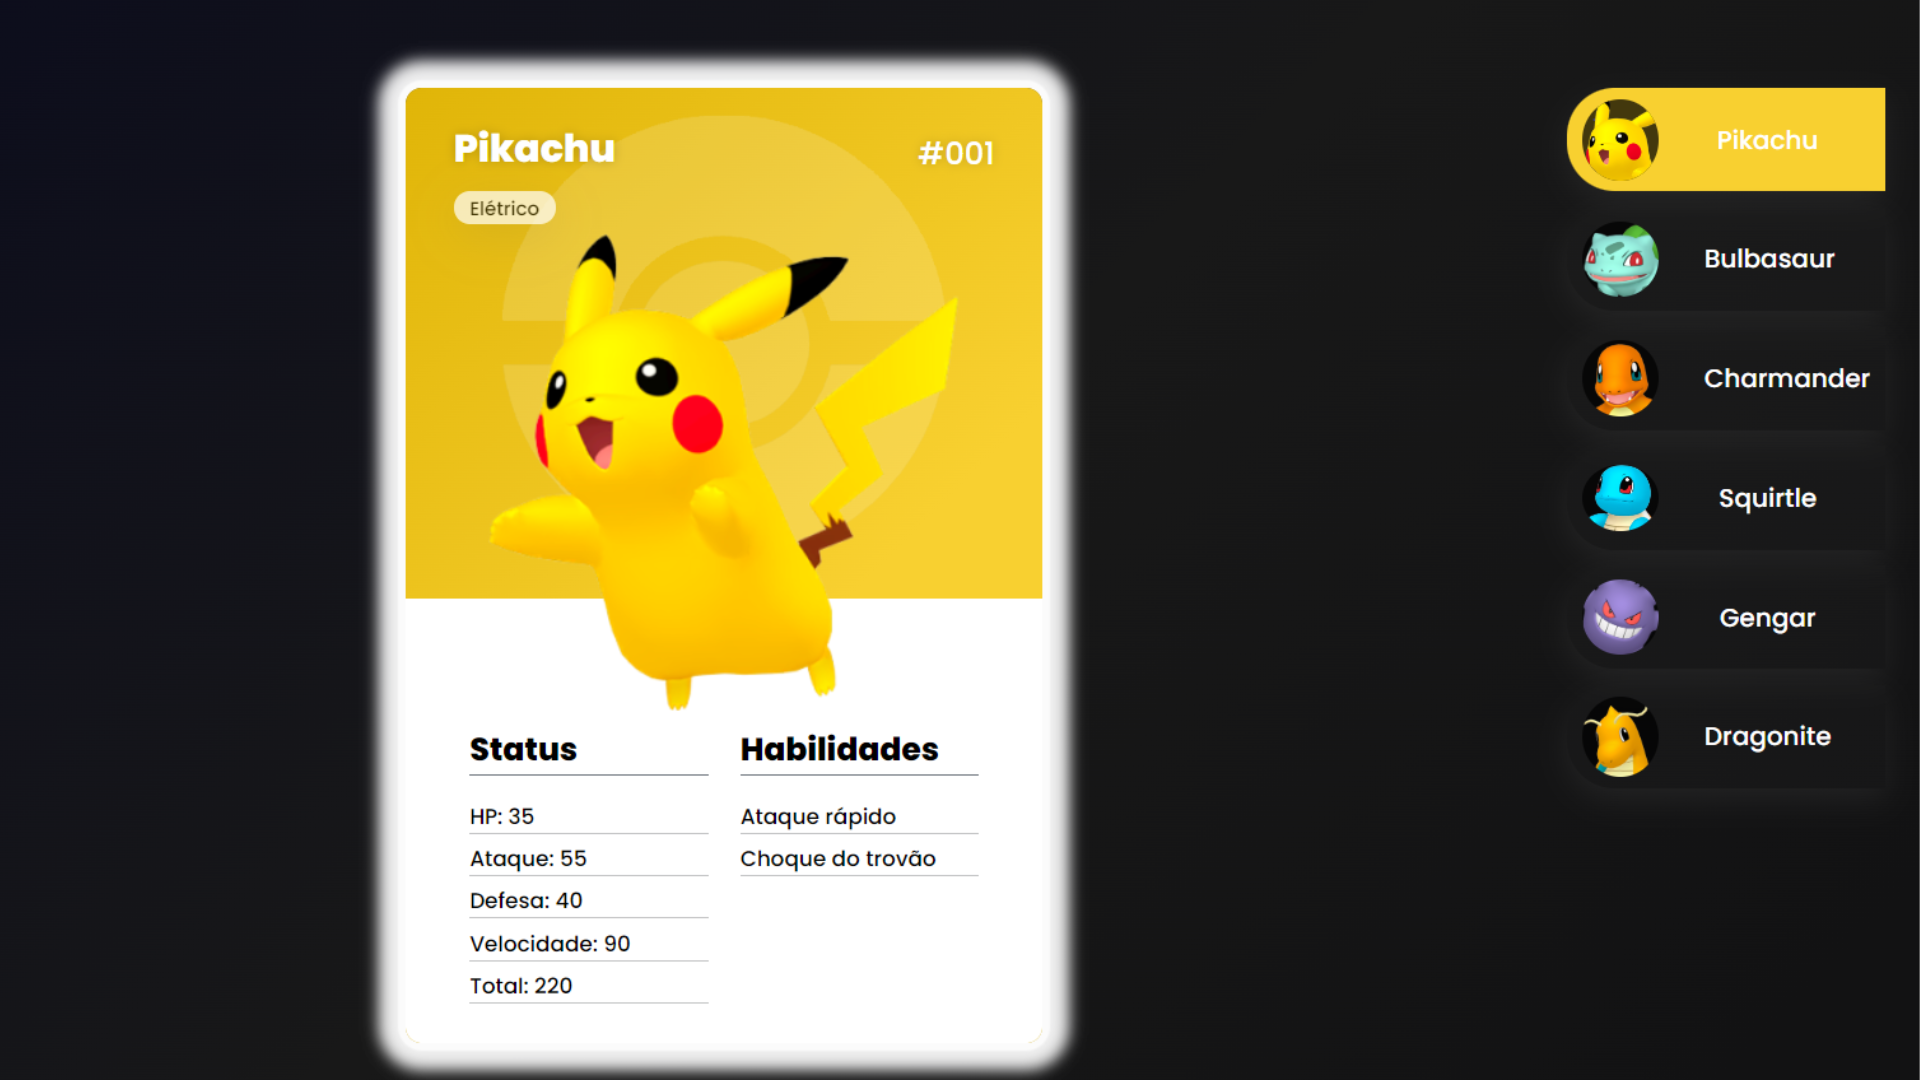 Pikachu
#001
Elétrico
Status
HP: 35
Ataque: 55
Defesa: 40
Velocidade: 90
Total: 220
Habilidades
Ataque rápido
Choque do trovão
Pikachu
Bulbasaur
Charmander
Squirtle
Gengar
Dragonite